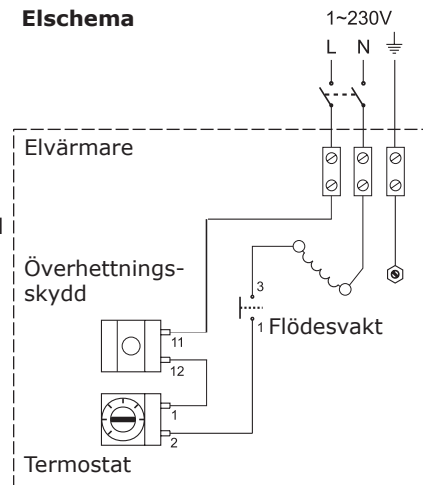 Elschema
1~230V
L N
Elvärmare
Överhettnings-
skydd
11
12
3
1
Flödesvakt
1
2
Termostat